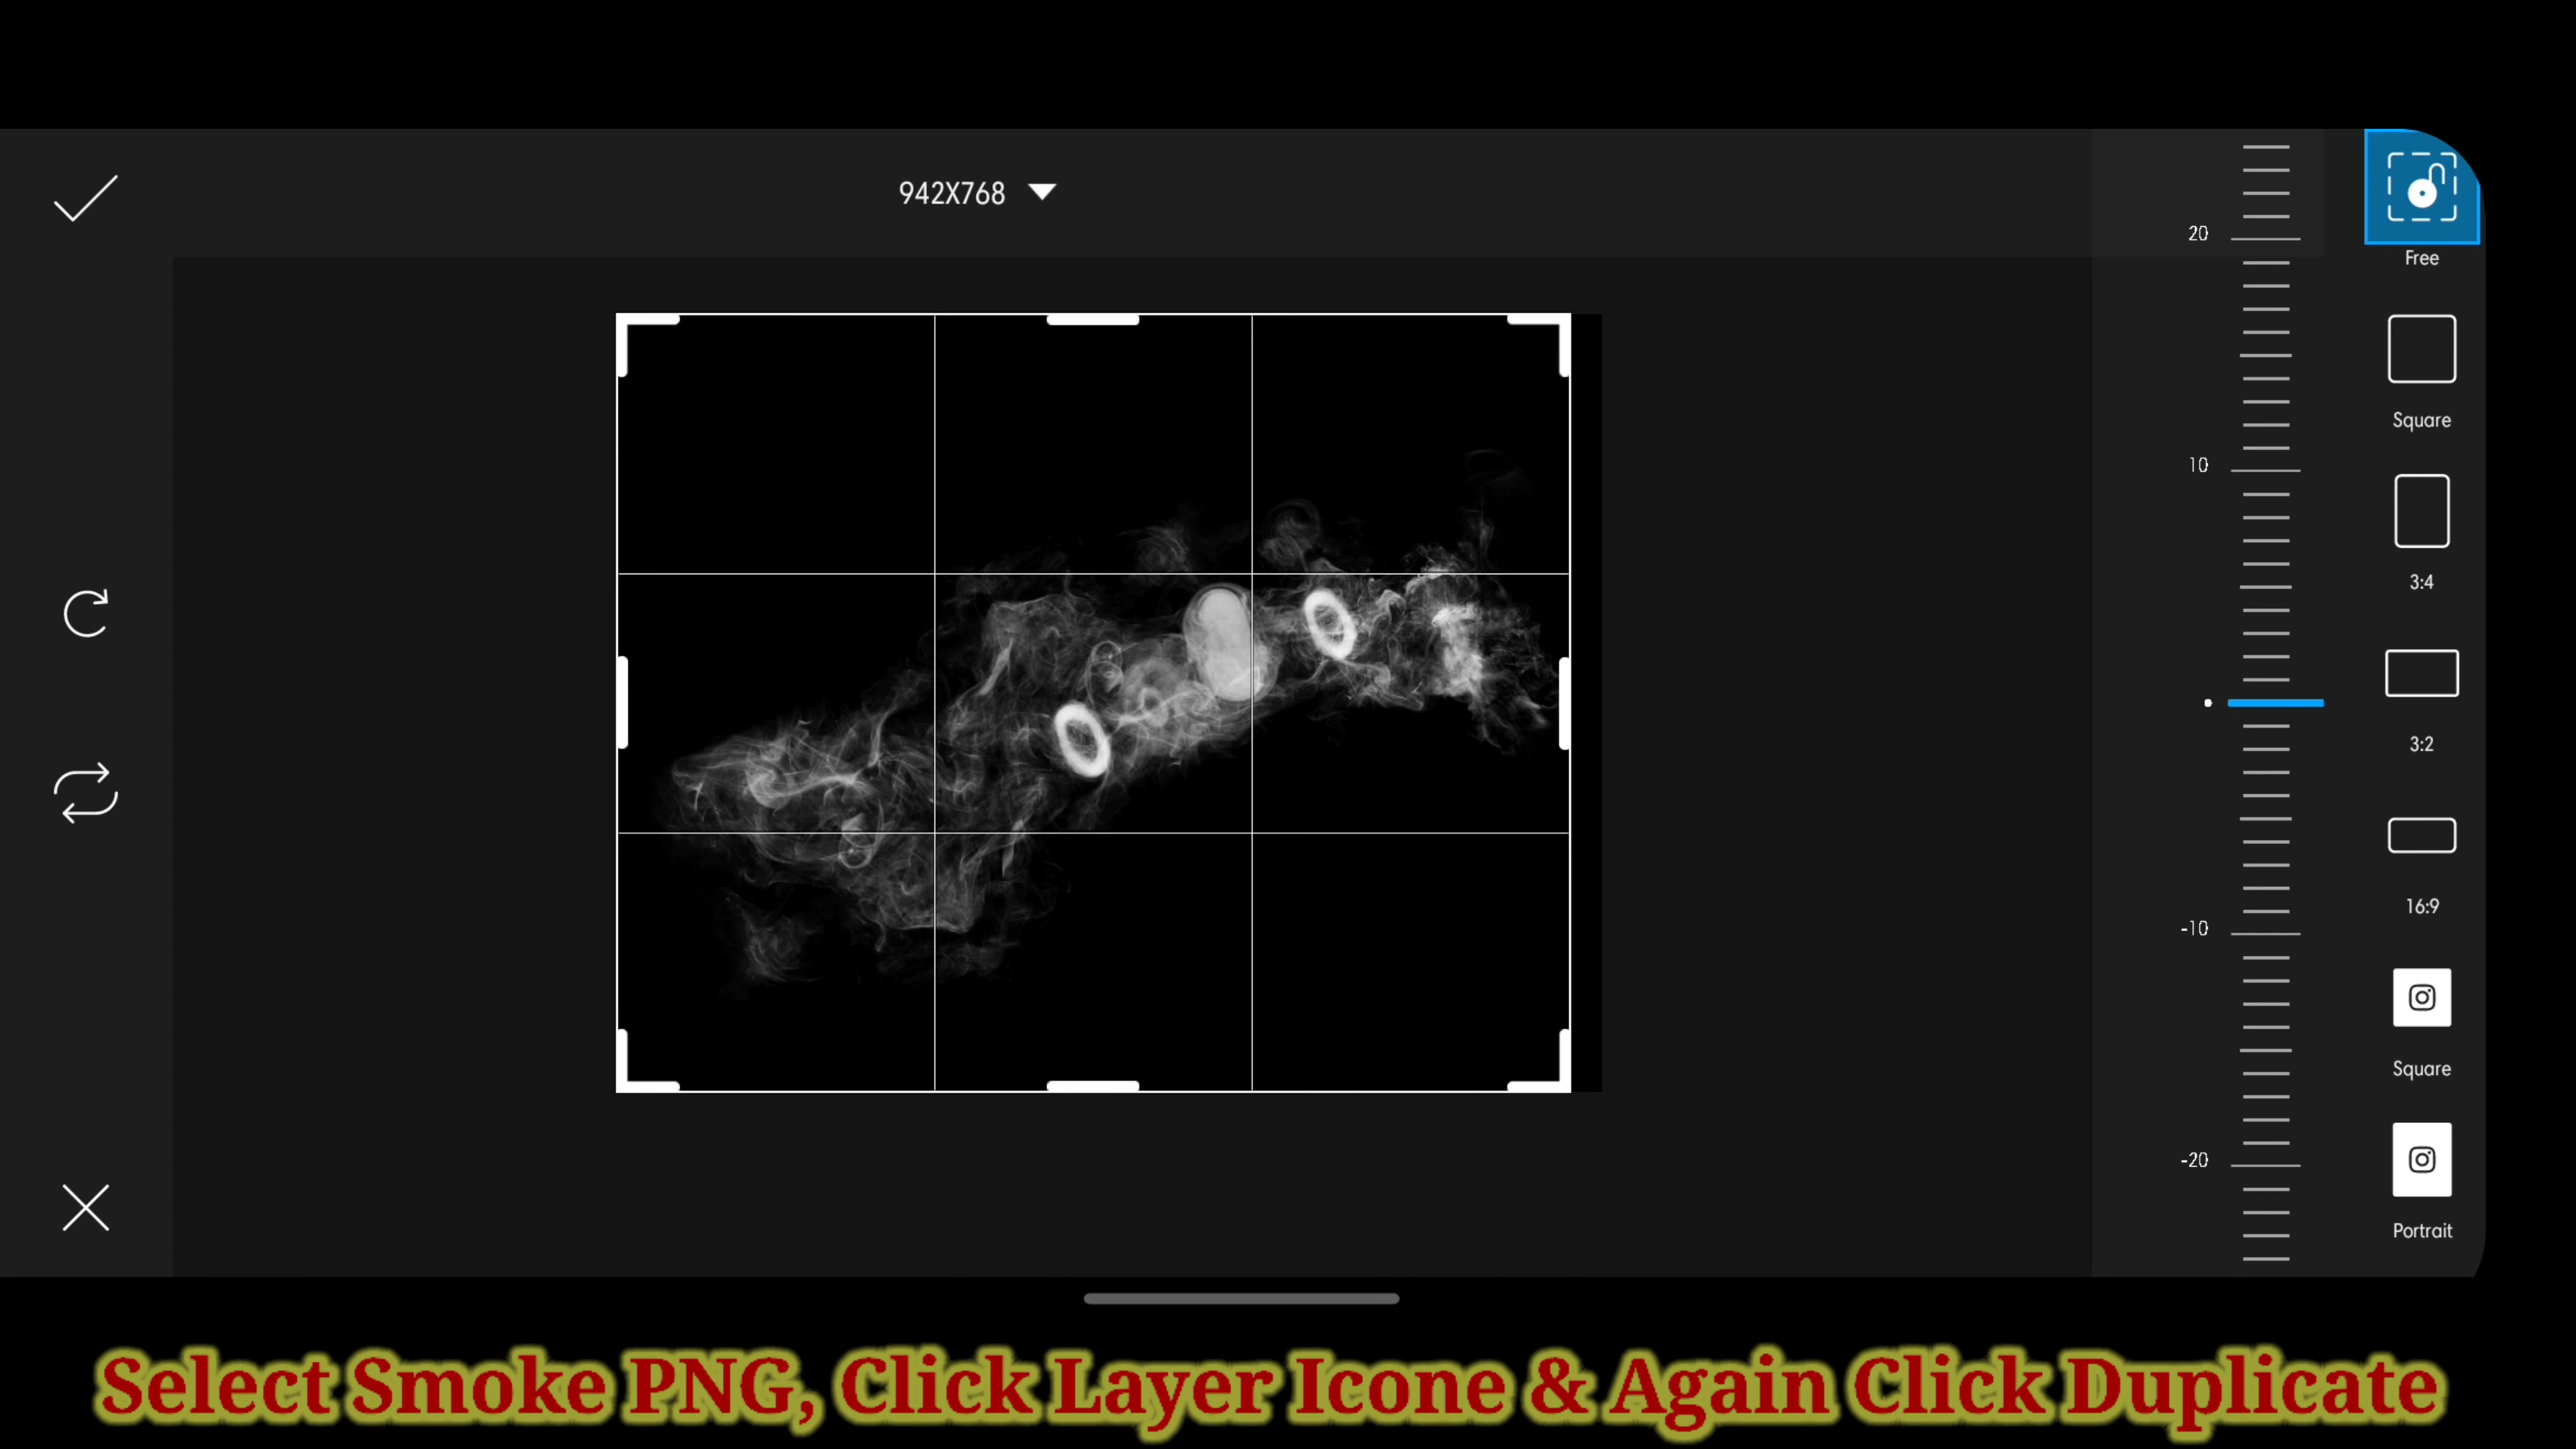 942X768
20
10
-10
-20
Free
Square
3:4
3:2
16:9
Square
Portrait
Select Smoke PNG, Click Layer Icone & Again Click Duplicate